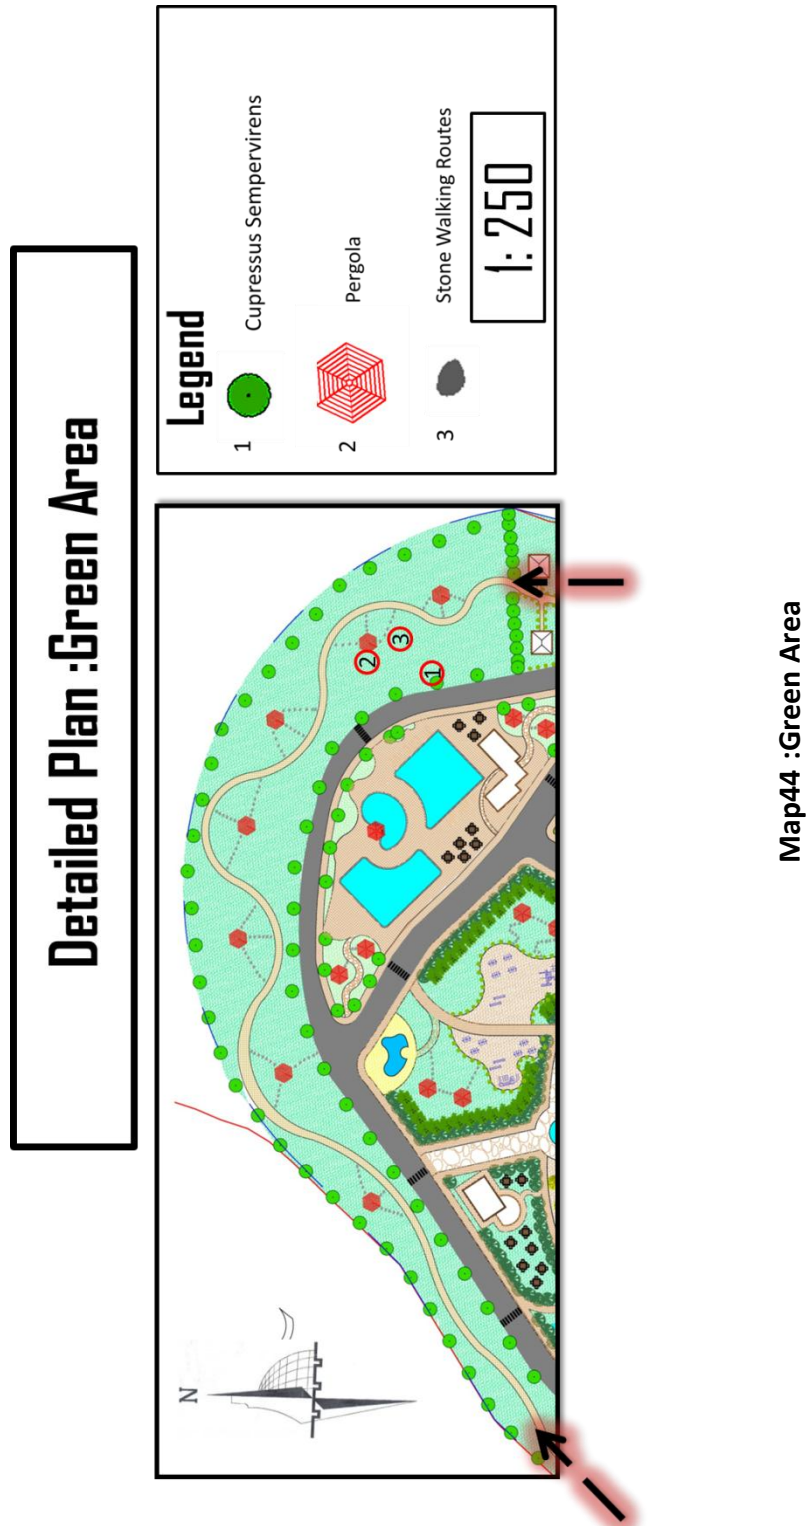 Detailed Plan :Green Area
Legend
1 Cupressus Sempervirens
2 Pergola
3 Stone Walking Routes
1: 250
N
1
2
3
Map44 :Green Area